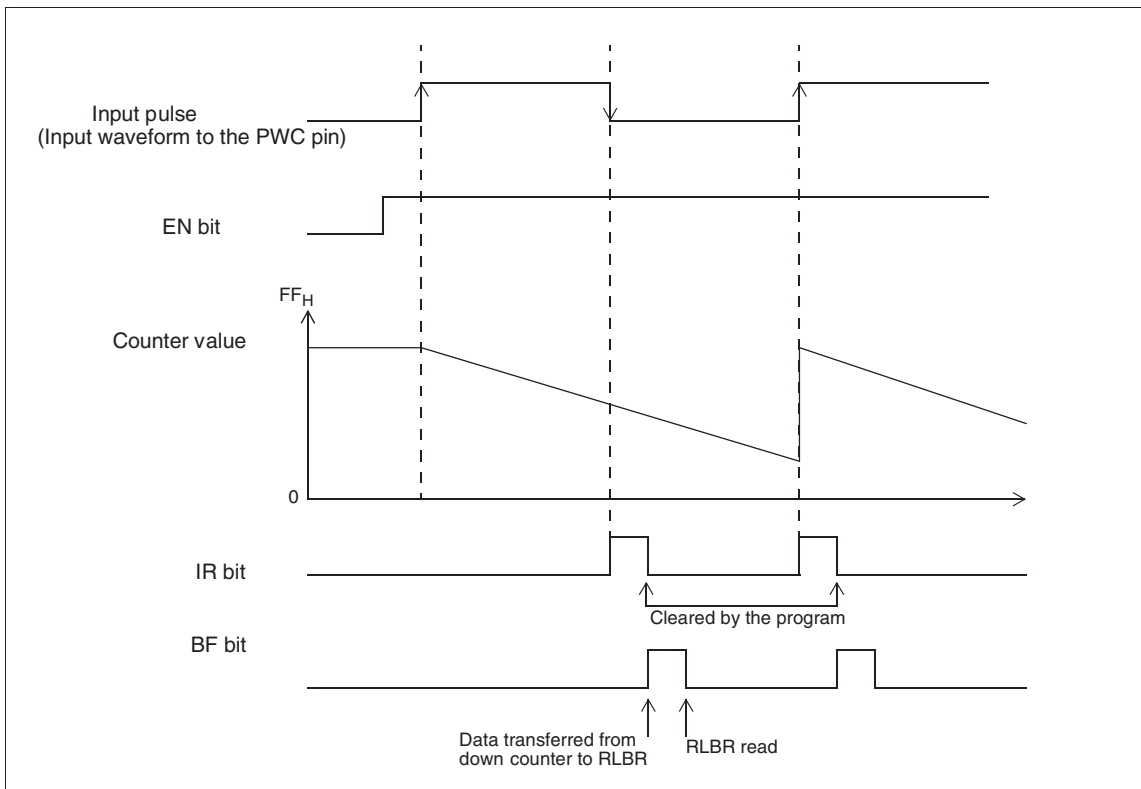 Input pulse
(Input waveform to the PWC pin)
EN bit
FFH
Counter value
0
IR bit
Cleared by the program
BF bit
Data transferred from
down counter to RLBR
RLBR read